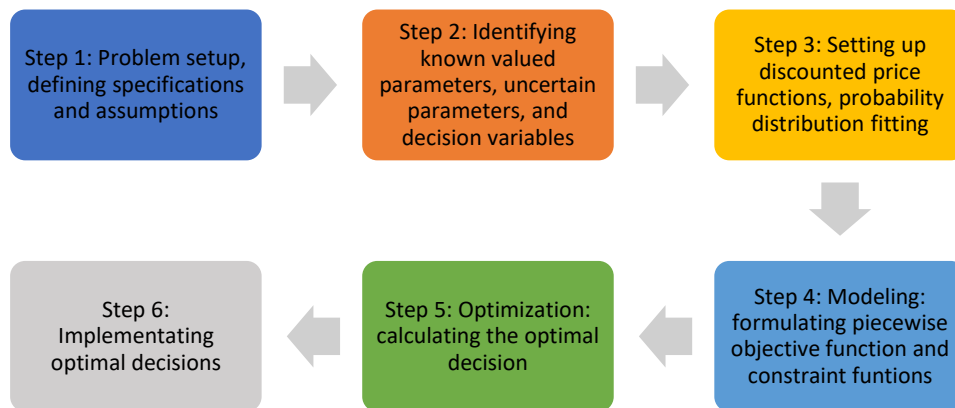 Step 1: Problem setup,
defining specifications
and assumptions
Step 2: Identifying
known valued
parameters, uncertain
parameters, and
decision variables
Step 3: Setting up
discounted price
functions, probability
distribution fitting
Step 4: Modeling:
formulating piecewise
objective function and
constraint funtions
Step 5: Optimization:
calculating the optimal
decision
Step 6:
Implementating
optimal decisions